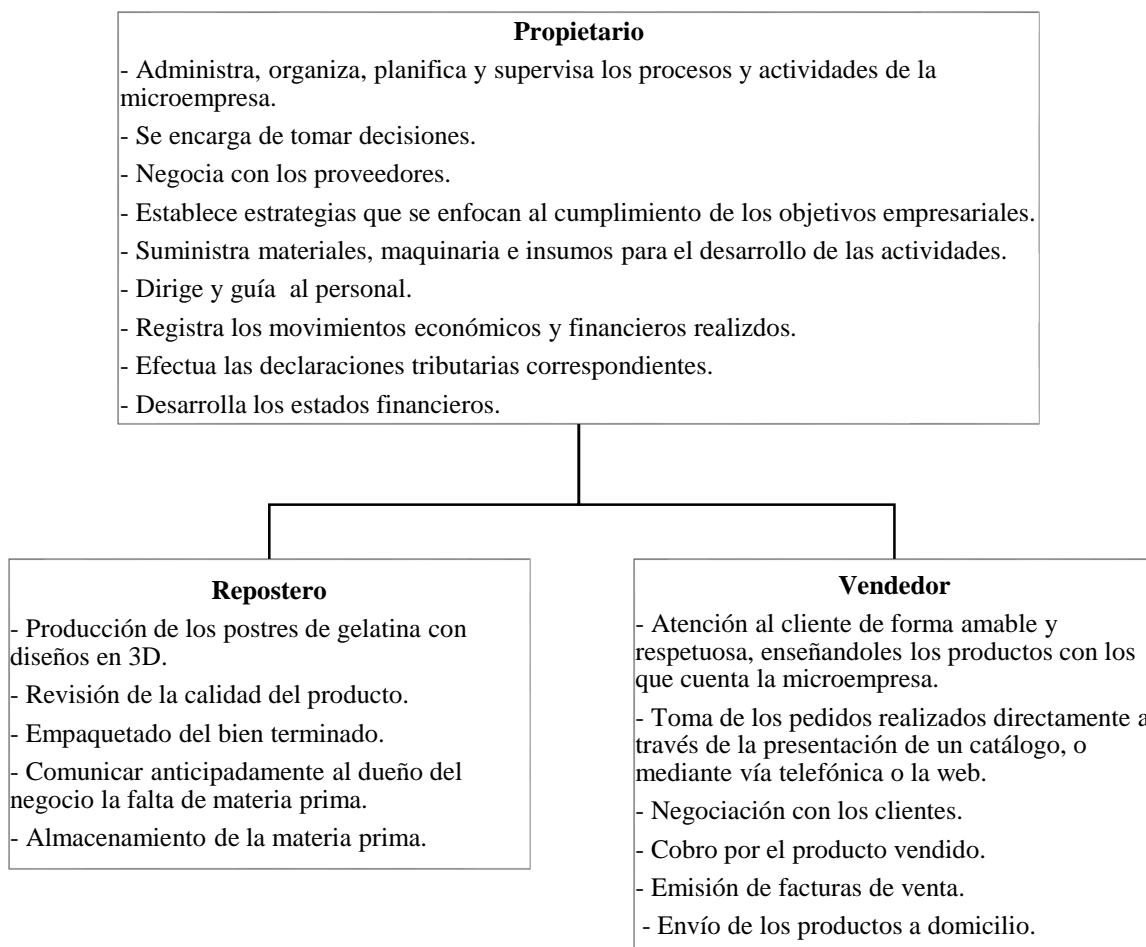 Propietario
- Administra, organiza, planifica y supervisa los procesos y actividades de la
microempresa.
- Se encarga de tomar decisiones.
- Negocia con los proveedores.
- Establece estrategias que se enfocan al cumplimiento de los objetivos empresariales.
- Suministra materiales, maquinaria e insumos para el desarrollo de las actividades.
- Dirige y guía  al personal.
- Registra los movimientos económicos y financieros realizdos.
- Efectua las declaraciones tributarias correspondientes.
- Desarrolla los estados financieros.
Repostero
- Producción de los postres de gelatina con
diseños en 3D.
- Revisión de la calidad del producto.
- Empaquetado del bien terminado.
- Comunicar anticipadamente al dueño del
negocio la falta de materia prima.
- Almacenamiento de la materia prima.
Vendedor
- Atención al cliente de forma amable y
respetuosa, enseñandoles los productos con los
que cuenta la microempresa.
- Toma de los pedidos realizados directamente a
través de la presentación de un catálogo, o
mediante vía telefónica o la web.
- Negociación con los clientes.
- Cobro por el producto vendido.
- Emisión de facturas de venta.
- Envío de los productos a domicilio.